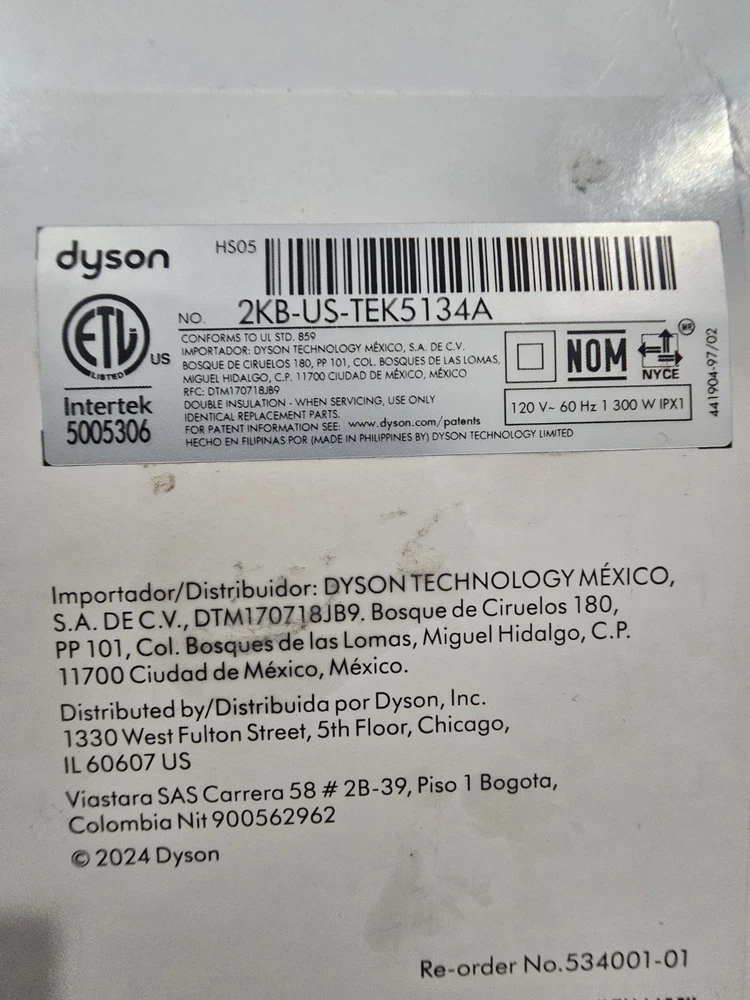 dyson
HS05
NO. 2KB-US-TEK5134A
ETL
LISTED
US
Intertek
5005306
CONFORMS TO UL STD. 859
IMPORTADOR: DYSON TECHNOLOGY MÉXICO, S.A. DE C.V.
BOSQUE DE CIRUELOS 180, PP 101, COL. BOSQUES DE LAS LOMAS,
MIGUEL HIDALGO, C.P. 11700 CIUDAD DE MÉXICO, MÉXICO
RFC: DTM170718JB9
DOUBLE INSULATION - WHEN SERVICING, USE ONLY
IDENTICAL REPLACEMENT PARTS.
FOR PATENT INFORMATION SEE: www.dyson.com/patents
HECHO EN FILIPINAS POR (MADE IN PHILIPPINES BY) DYSON TECHNOLOGY LIMITED
NOM
MR
NYCE
120 V~ 60 Hz 1 300 W IPX1
441904-97/02
Importador/Distribuidor: DYSON TECHNOLOGY MÉXICO,
S.A. DE C.V., DTM170718JB9. Bosque de Ciruelos 180,
PP 101, Col. Bosques de las Lomas, Miguel Hidalgo, C.P.
11700 Ciudad de México, México.
Distributed by/Distribuida por Dyson, Inc.
1330 West Fulton Street, 5th Floor, Chicago,
IL 60607 US
Viastara SAS Carrera 58 # 2B-39, Piso 1 Bogota,
Colombia Nit 900562962
© 2024 Dyson
Re-order No.534001-01